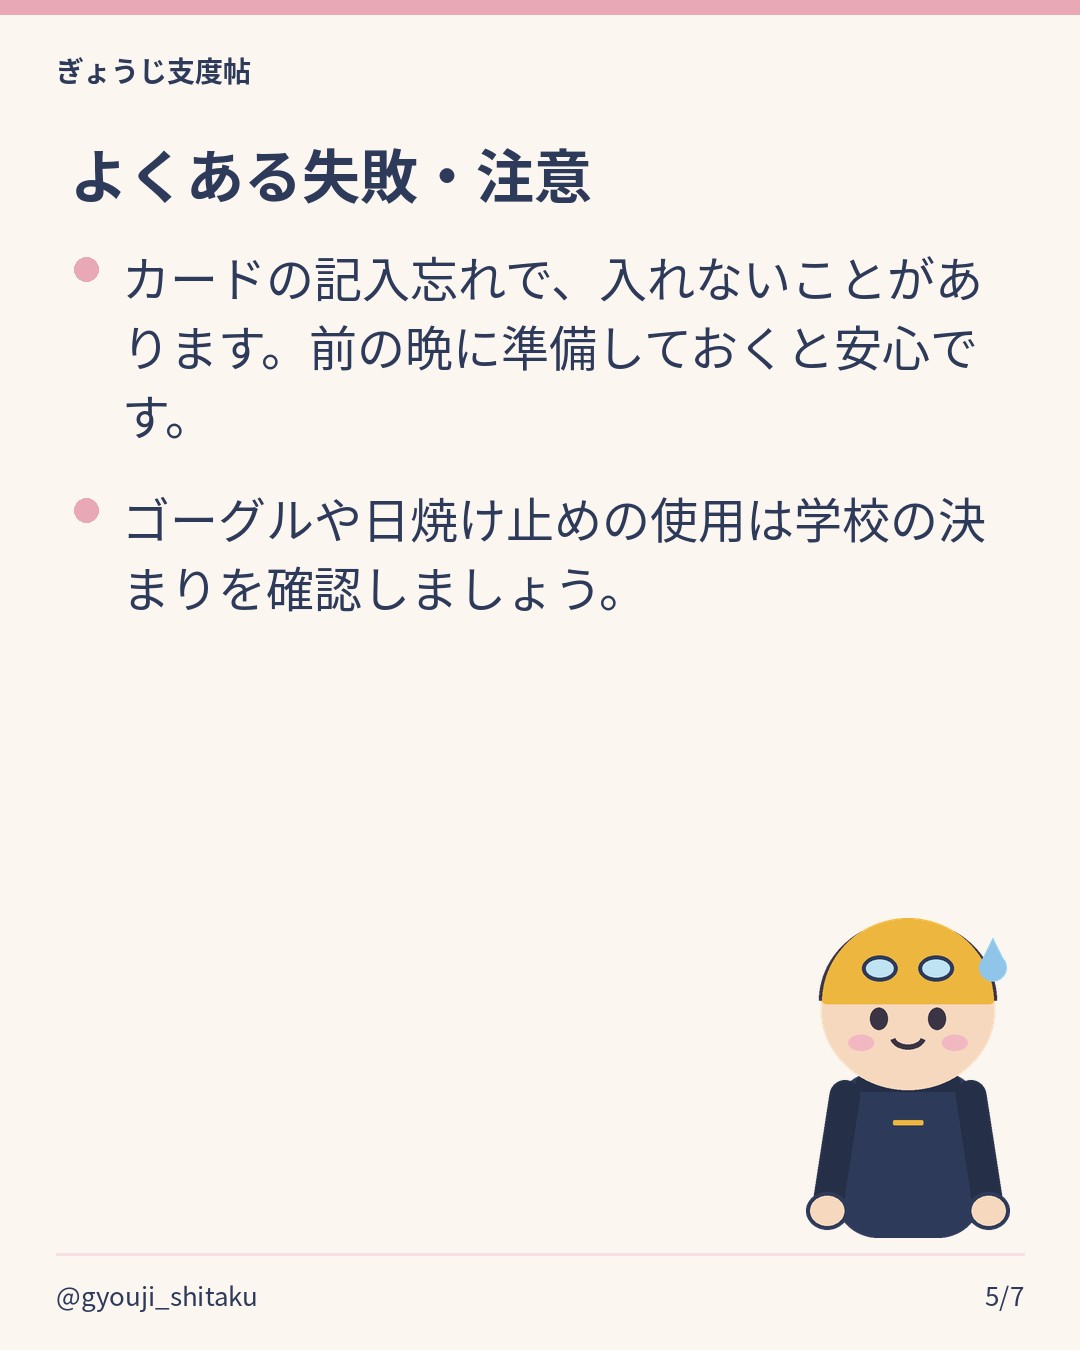 ぎょうじ支度帖
よくある失敗・注意
カードの記入忘れで、入れないことがあ
ります。前の晩に準備しておくと安心で
す。
ゴーグルや日焼け止めの使用は学校の決
まりを確認しましょう。
@gyouji_shitaku
5/7